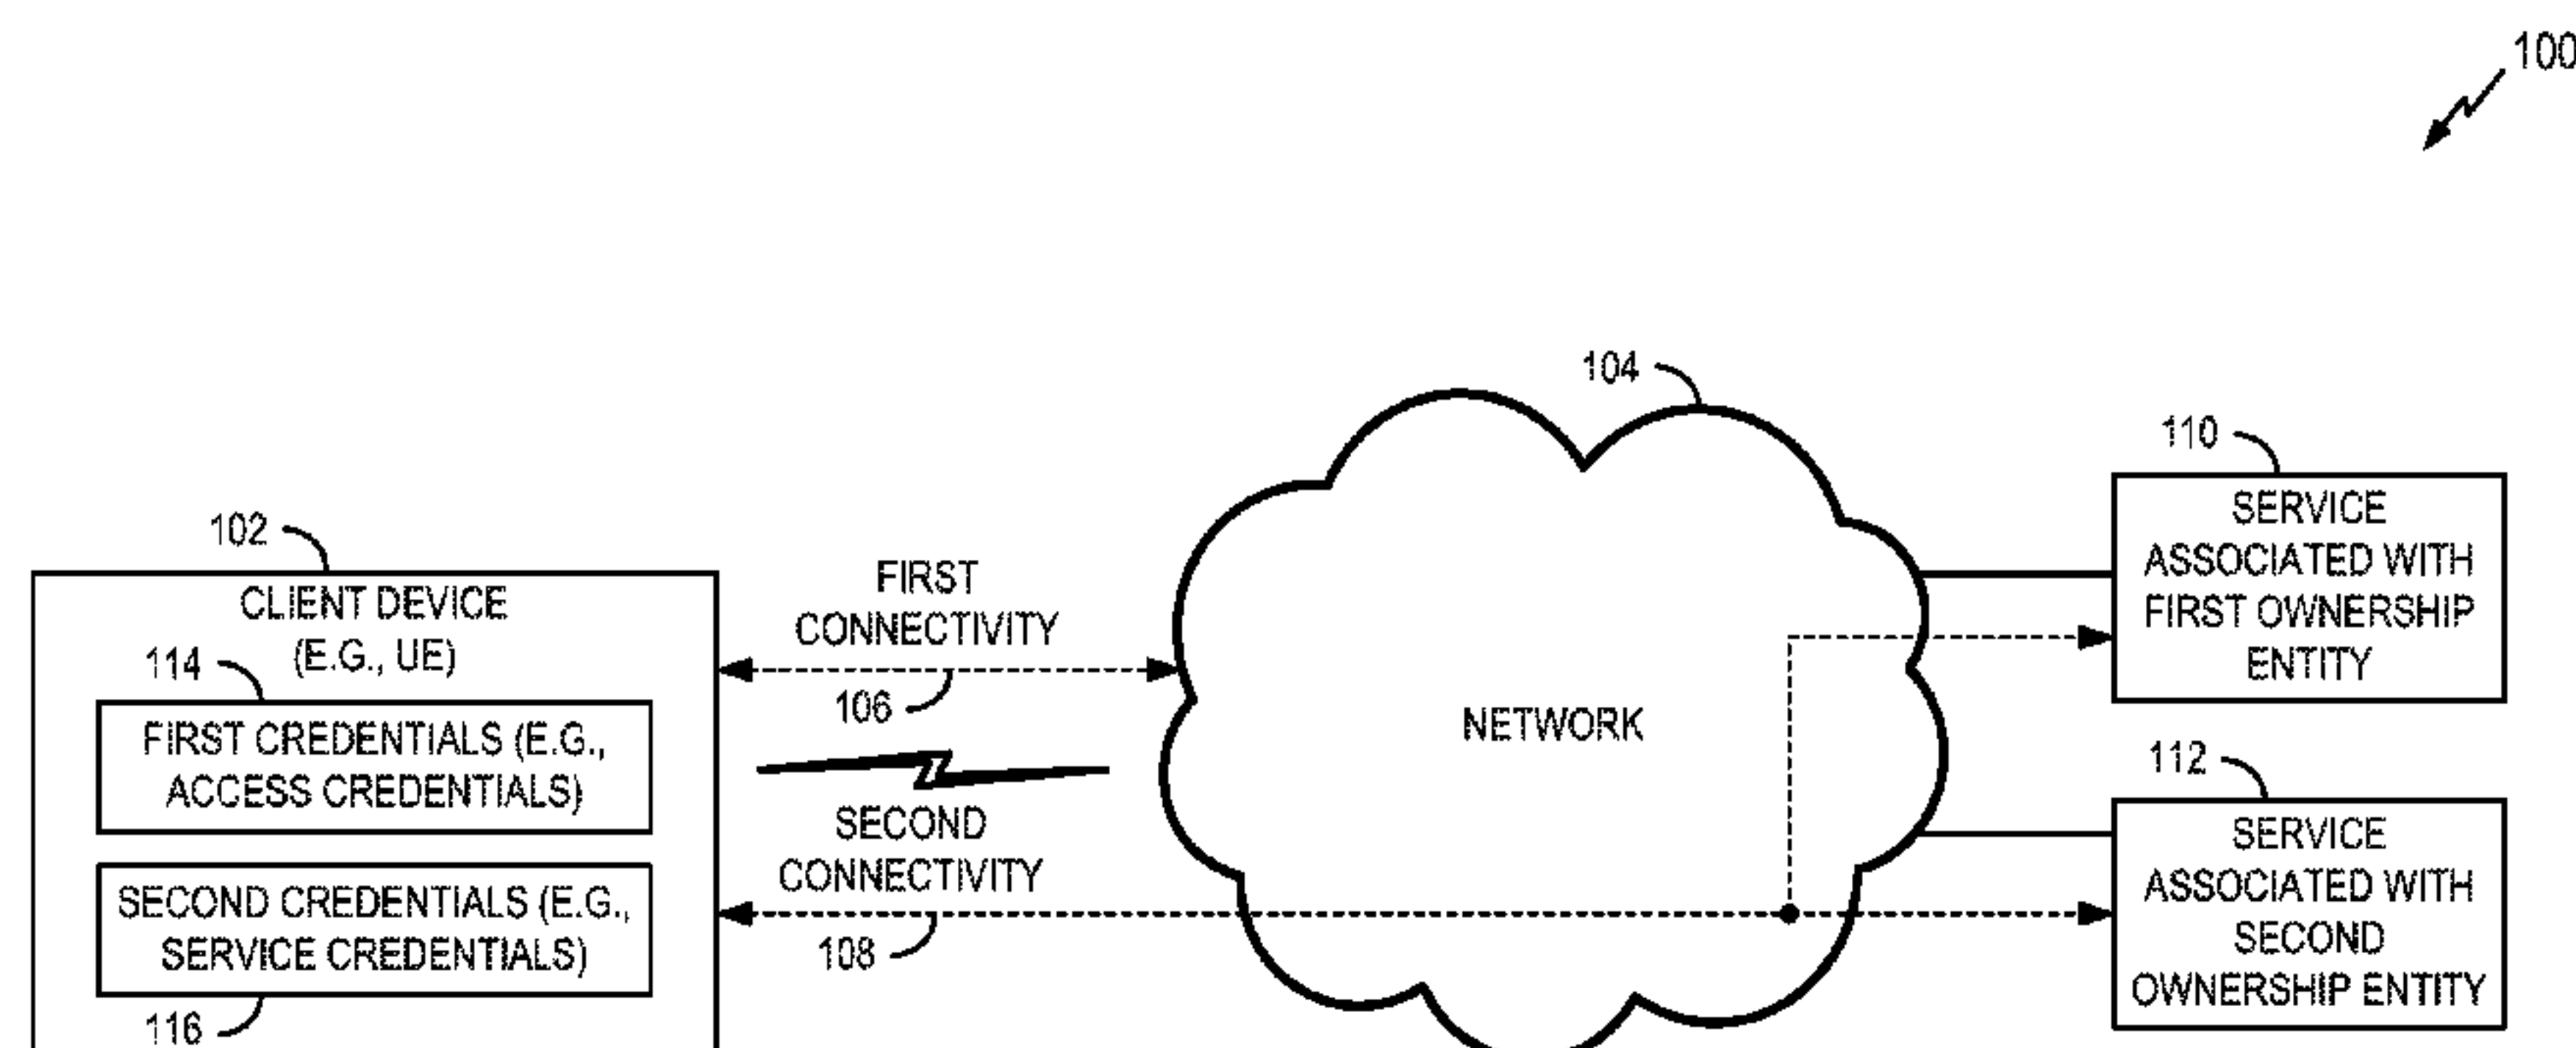 100
104
110
SERVICE
ASSOCIATED WITH
FIRST OWNERSHIP
ENTITY
102
CLIENT DEVICE
(E.G., UE)
114
FIRST CREDENTIALS (E.G.,
ACCESS CREDENTIALS)
SECOND CREDENTIALS (E.G.,
SERVICE CREDENTIALS)
116
FIRST
CONNECTIVITY
106
SECOND
CONNECTIVITY
108
NETWORK
112
SERVICE
ASSOCIATED WITH
SECOND
OWNERSHIP ENTITY